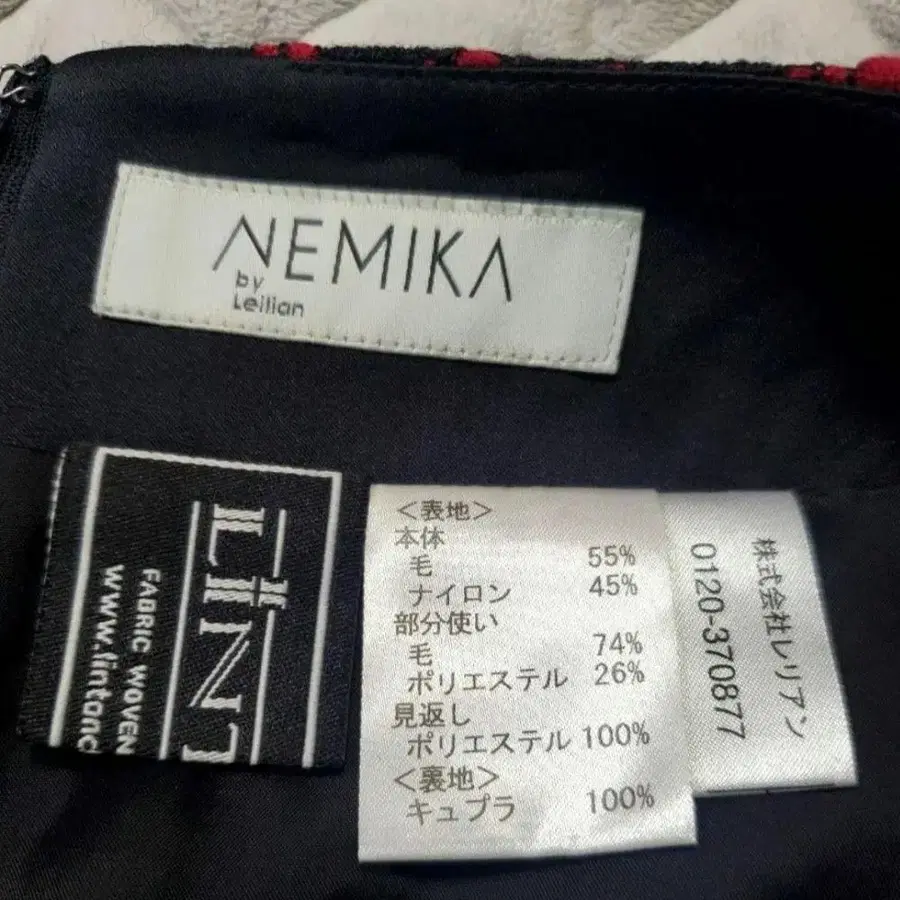 NEMIKA
by
Leilian
LINT
FABRIC WOVEN
www.lintand
<表地>
本体
毛 55%
ナイロン 45%
部分使い
毛 74%
ポリエステル 26%
見返し
ポリエステル 100%
<裏地>
キュプラ 100%
株式会社レリアン
0120-370877